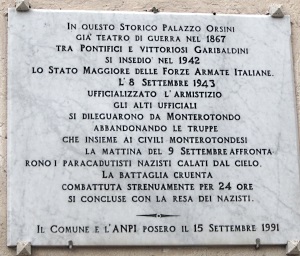 In questo Storico Palazzo Orsini
già teatro di guerra nel 1867
tra Pontifici e vittoriosi Garibaldini
si insediò nel 1942
lo Stato Maggiore delle Forze Armate Italiane.
L'8 Settembre 1943
ufficializzato l'armistizio
gli alti ufficiali
si dileguarono da Monterotondo
abbandonando le truppe
che insieme ai civili monterotondesi
la mattina del 9 Settembre affronta
rono i paracadutisti nazisti calati dal cielo.
La battaglia cruenta
combattuta strenuamente per 24 ore
si concluse con la resa dei nazisti.
Il Comune e l'ANPI posero il 15 Settembre 1991